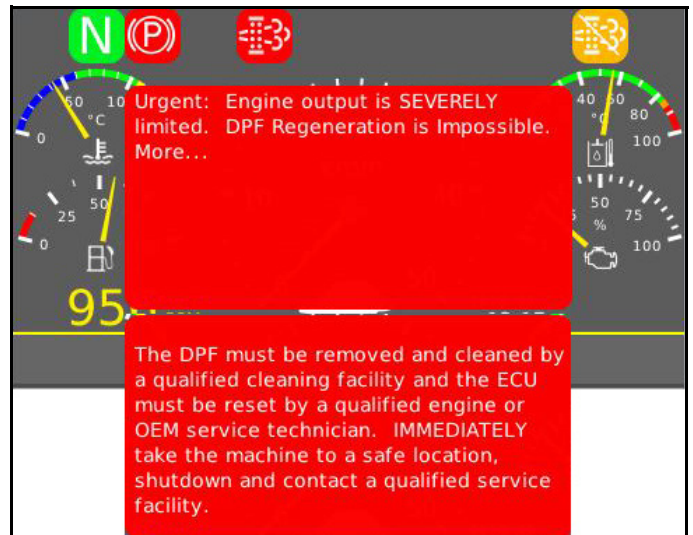 N (P)
Urgent: Engine output is SEVERELY
limited. DPF Regeneration is Impossible.
More...
50 10
°C
0
40 60
80
100
50
25
0
50
75
%
100
95
The DPF must be removed and cleaned by
a qualified cleaning facility and the ECU
must be reset by a qualified engine or
OEM service technician. IMMEDIATELY
take the machine to a safe location,
shutdown and contact a qualified service
facility.